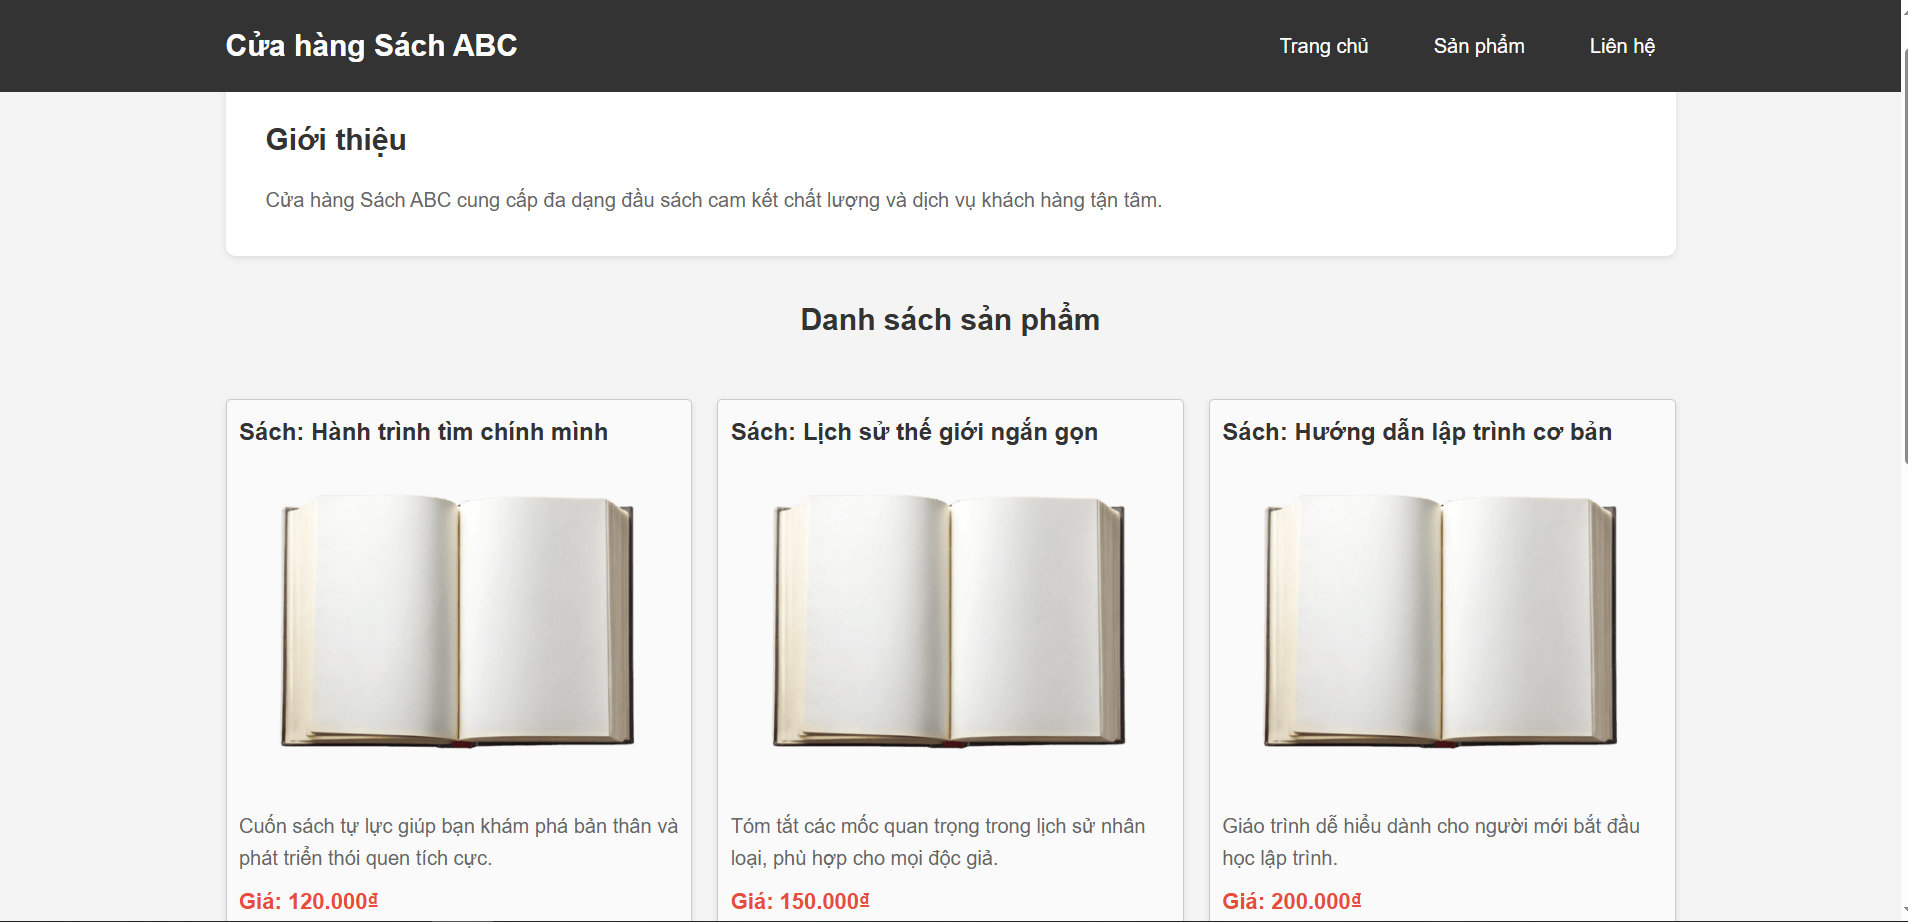 Cửa hàng Sách ABC
Trang chủ
Sản phẩm
Liên hệ
Giới thiệu
Cửa hàng Sách ABC cung cấp đa dạng đầu sách cam kết chất lượng và dịch vụ khách hàng tận tâm.
Danh sách sản phẩm
Sách: Hành trình tìm chính mình
Cuốn sách tự lực giúp bạn khám phá bản thân và
phát triển thói quen tích cực.
Giá: 120.000₫
Sách: Lịch sử thế giới ngắn gọn
Tóm tắt các mốc quan trọng trong lịch sử nhân
loại, phù hợp cho mọi độc giả.
Giá: 150.000₫
Sách: Hướng dẫn lập trình cơ bản
Giáo trình dễ hiểu dành cho người mới bắt đầu
học lập trình.
Giá: 200.000₫